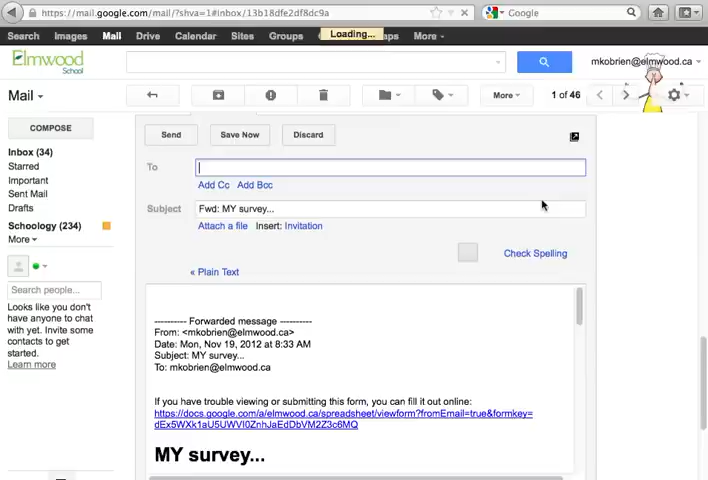 https://mail.google.com/mail/?shva=1#inbox/13b18dfe2df8dc9a
Google
Search Images Mail Drive Calendar Sites Groups Loading... aps More
Elmwood
School
mkobrien@elmwood.ca
Mail
More
1 of 46
COMPOSE
Inbox (34)
Starred
Important
Sent Mail
Drafts
Schoology (234)
More
Search people...
Looks like you don't
have anyone to chat
with yet. Invite some
contacts to get
started.
Learn more
Send Save Now Discard
To
Add Cc Add Bcc
Subject Fwd: MY survey...
Attach a file Insert: Invitation
Check Spelling
« Plain Text
---------- Forwarded message ----------
From: <mkobrien@elmwood.ca>
Date: Mon, Nov 19, 2012 at 8:33 AM
Subject: MY survey...
To: mkobrien@elmwood.ca
If you have trouble viewing or submitting this form, you can fill it out online:
https://docs.google.com/a/elmwood.ca/spreadsheet/viewform?fromEmail=true&formkey=
dEx5WXk1aU5UWVI0ZnhJaEdDbVM2Z3c6MQ
MY survey...